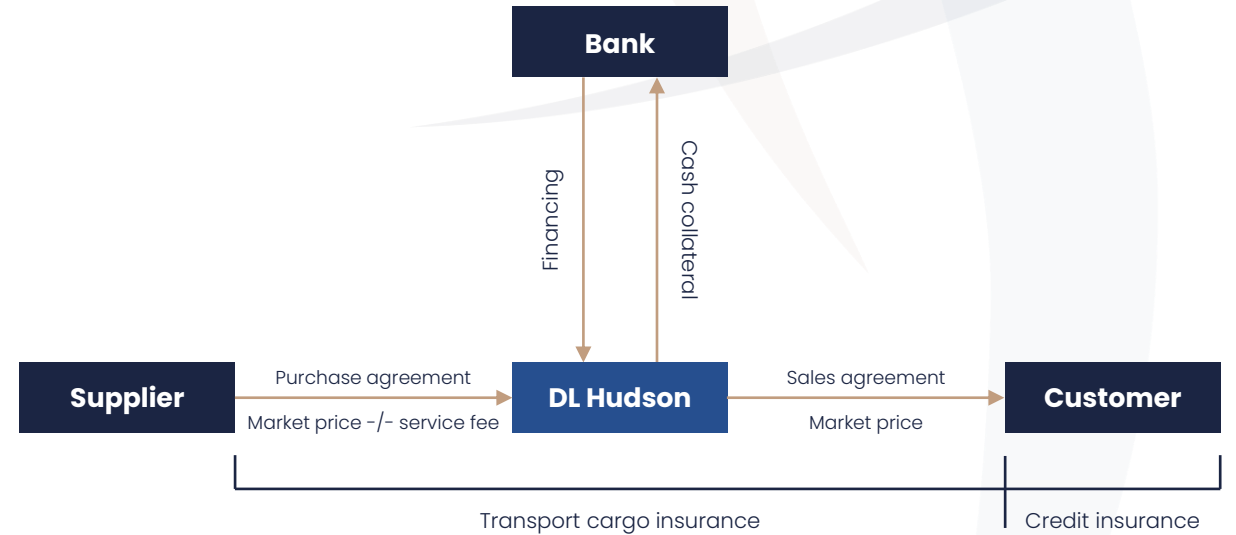 Bank
Financing
Cash collateral
Supplier
Purchase agreement
Market price -/- service fee
DL Hudson
Sales agreement
Market price
Customer
Transport cargo insurance
Credit insurance